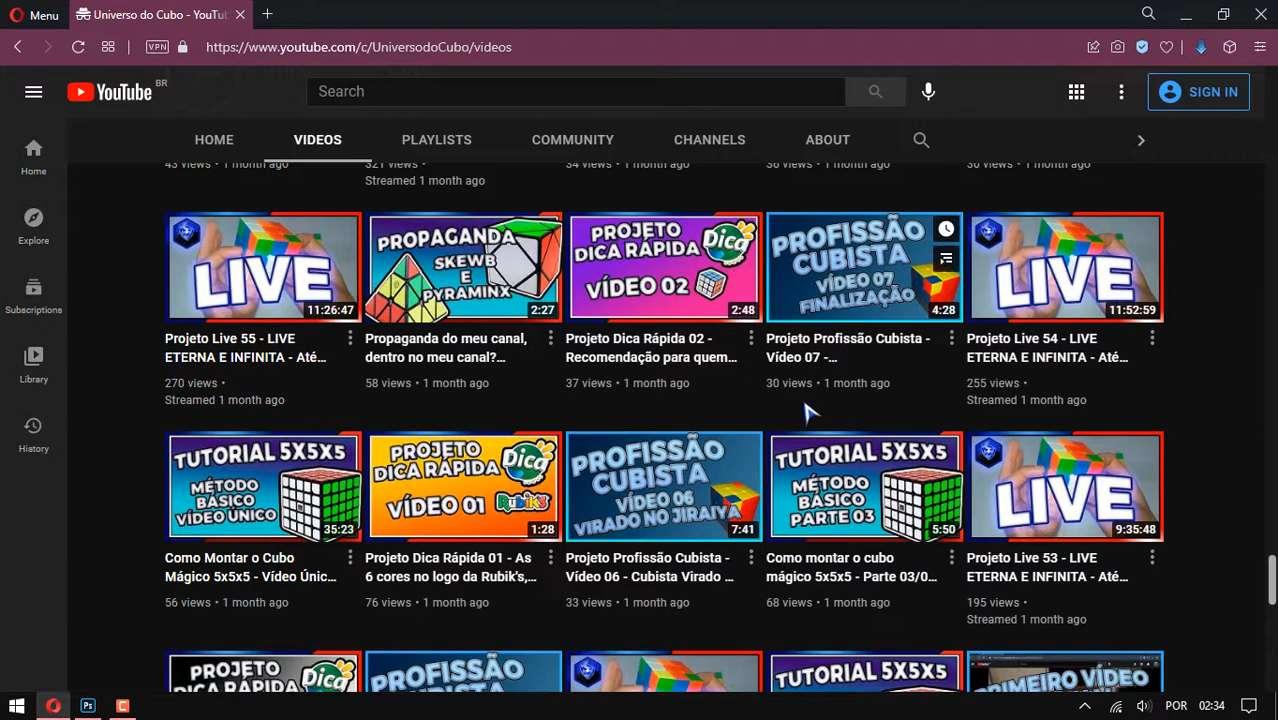 Menu
Universo do Cubo - YouTu
VPN
https://www.youtube.com/c/UniversodoCubo/videos
YouTube BR
Search
SIGN IN
HOME VIDEOS PLAYLISTS COMMUNITY CHANNELS ABOUT
Home
Explore
Subscriptions
Library
History
43 views • 1 month ago
321 views •
Streamed 1 month ago
34 views • 1 month ago
36 views • 1 month ago
30 views • 1 month ago
LIVE
11:26:47
Projeto Live 55 - LIVE
ETERNA E INFINITA - Até...
270 views •
Streamed 1 month ago
PROPAGANDA
SKEWB
E
PYRAMINX
2:27
Propaganda do meu canal,
dentro no meu canal?...
58 views • 1 month ago
PROJETO
DICA RÁPIDA
Dica
VÍDEO 02
2:48
Projeto Dica Rápida 02 -
Recomendação para quem...
37 views • 1 month ago
PROFISSÃO
CUBISTA
VÍDEO 07
FINALIZAÇÃO
4:28
Projeto Profissão Cubista -
Vídeo 07 -...
30 views • 1 month ago
LIVE
11:52:59
Projeto Live 54 - LIVE
ETERNA E INFINITA - Até...
255 views •
Streamed 1 month ago
TUTORIAL 5X5X5
MÉTODO
BÁSICO
VÍDEO ÚNICO
35:23
Como Montar o Cubo
Mágico 5x5x5 - Vídeo Únic...
56 views • 1 month ago
PROJETO
DICA RÁPIDA
Dica
VÍDEO 01
Rubik's
1:28
Projeto Dica Rápida 01 - As
6 cores no logo da Rubik's,...
76 views • 1 month ago
PROFISSÃO
CUBISTA
VÍDEO 06
VIRADO NO JIRAIYA
7:41
Projeto Profissão Cubista -
Vídeo 06 - Cubista Virado ...
33 views • 1 month ago
TUTORIAL 5X5X5
MÉTODO
BÁSICO
PARTE 03
5:50
Como montar o cubo
mágico 5x5x5 - Parte 03/0...
68 views • 1 month ago
LIVE
9:35:48
Projeto Live 53 - LIVE
ETERNA E INFINITA - Até...
195 views •
Streamed 1 month ago
PROJETO
DICA RÁPIDA
Dica
PROFISSÃO
TUTORIAL 5X5X5
PRIMEIRO VÍDEO
Ps
C
POR 02:34